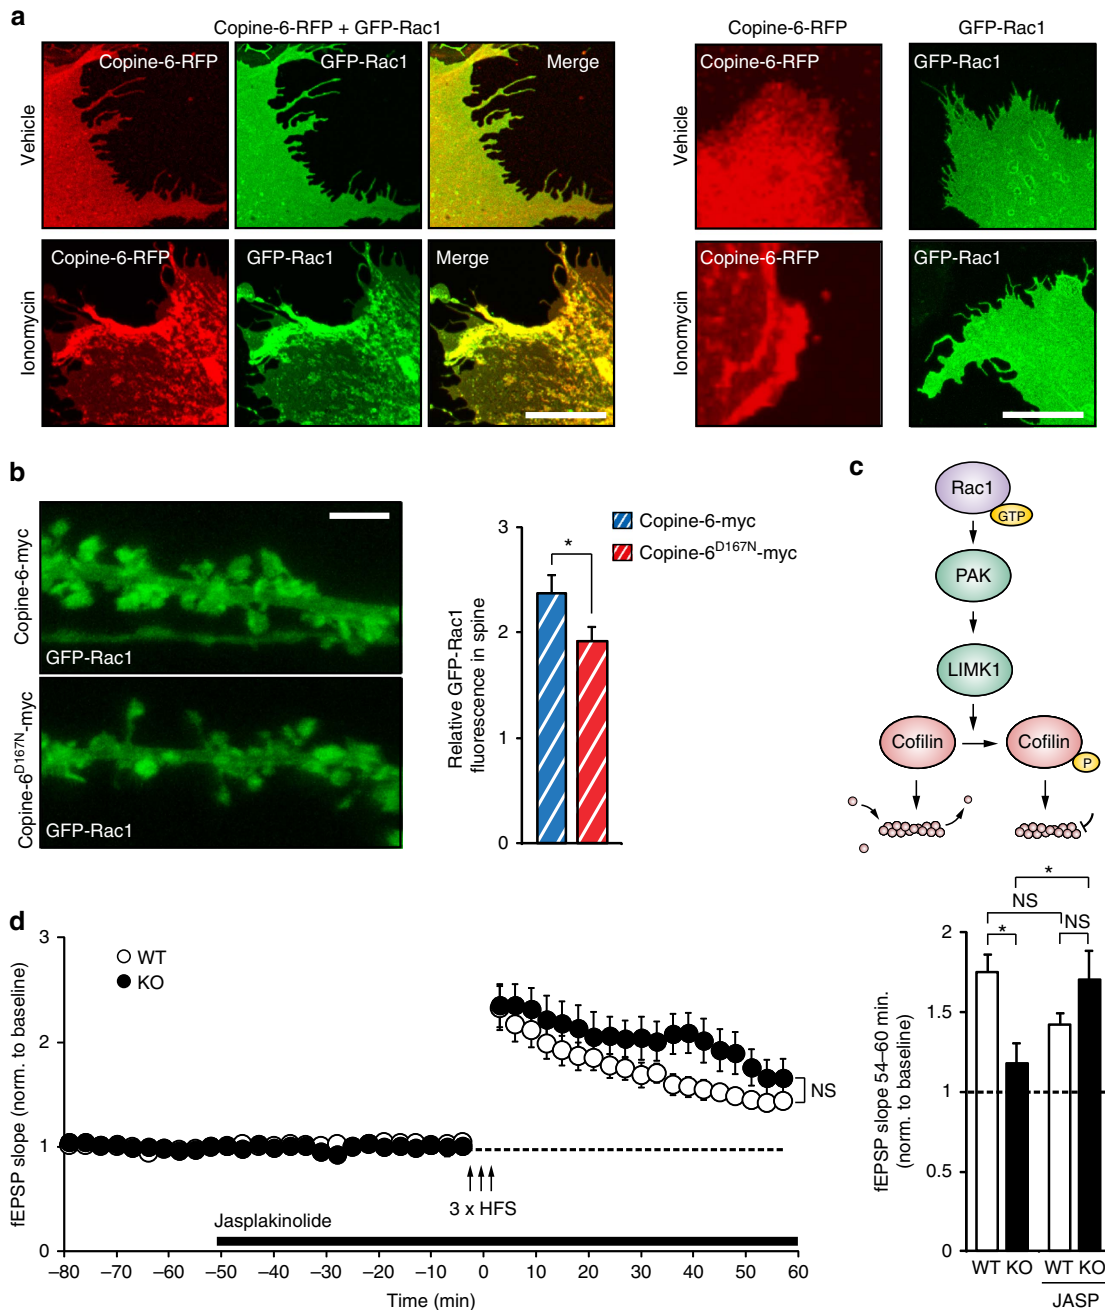 a
Copine-6-RFP + GFP-Rac1
Copine-6-RFP
GFP-Rac1
Vehicle
Copine-6-RFP
GFP-Rac1
Merge
Vehicle
Copine-6-RFP
GFP-Rac1
Ionomycin
Copine-6-RFP
GFP-Rac1
Merge
Ionomycin
Copine-6-RFP
GFP-Rac1
b
Copine-6-myc
GFP-Rac1
Copine-6D167N-myc
GFP-Rac1
Relative GFP-Rac1
fluorescence in spine
3
2
1
0
*
Copine-6-myc
Copine-6D167N-myc
c
Rac1
GTP
PAK
LIMK1
Cofilin
Cofilin
P
d
fEPSP slope (norm. to baseline)
3
2
1
0
WT
KO
NS
3 x HFS
Jasplakinolide
–80 –70 –60 –50 –40 –30 –20 –10 0 10 20 30 40 50 60
Time (min)
fEPSP slope 54–60 min.
(norm. to baseline)
2
1.5
1
0.5
0
*
NS
*
NS
WT KO WT KO
JASP